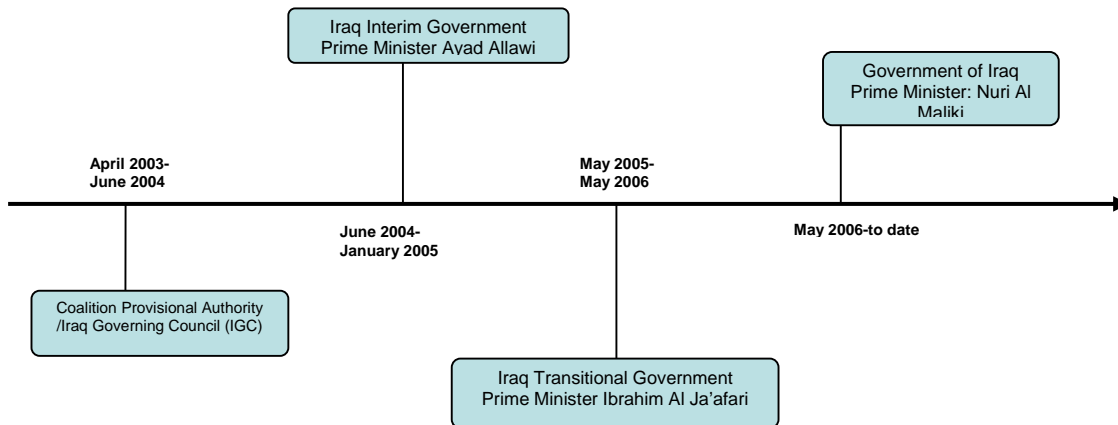 Iraq Interim Government
Prime Minister Ayad Allawi
Government of Iraq
Prime Minister: Nuri Al
Maliki
April 2003-
June 2004
May 2005-
May 2006
June 2004-
January 2005
May 2006-to date
Coalition Provisional Authority
/Iraq Governing Council (IGC)
Iraq Transitional Government
Prime Minister Ibrahim Al Ja’afari